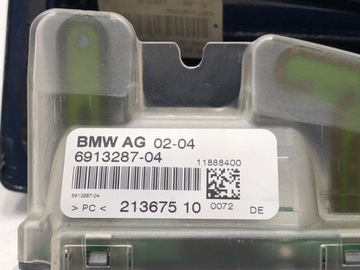 BMW AG 02-04
6913287-04
11888400
6913287-04
> PC < 213675 10 0072 DE